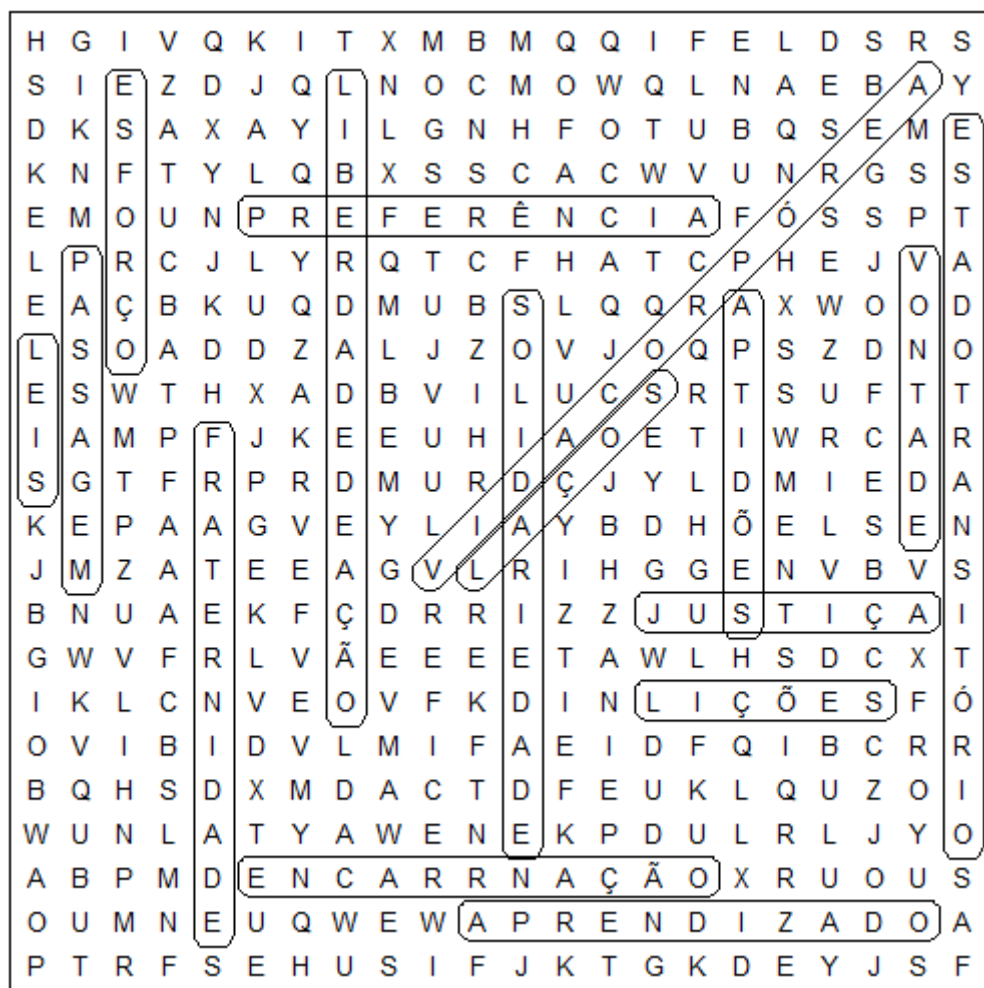 H G I V Q K I T X M B M Q Q I F E L D S R S
S I E Z D J Q L N O C M O W Q L N A E B A Y
D K S A X A Y I L G N H F O T U B Q S E M E
K N F T Y L Q B X S S C A C W V U N R G S S
E M O U N P R E F E R Ê N C I A F Ó S S P T
L P R C J L Y R Q T C F H A T C P H E J V A
E A Ç B K U Q D M U B S L Q Q R A X W O O D
L S O A D D Z A L J Z O V J O Q P S Z D N O
E S W T H X A D B V I L U C S R T S U F T T
I A M P F J K E E U H I A O E T I W R C A R
S G T F R P R D M U R D Ç J Y L D M I E D A
K E P A A G V E Y L I A Y B D H Õ E L S E N
J M Z A T E E A G V L R I H G G E N V B V S
B N U A E K F Ç D R R I Z Z J U S T I Ç A I
G W V F R L V Ã E E E E T A W L H S D C X T
I K L C N V E O V F K D I N L I Ç Õ E S F Ó
O V I B I D V L M I F A E I D F Q I B C R R
B Q H S D X M D A C T D F E U K L Q U Z O I
W U N L A T Y A W E N E K P D U L R L J Y O
A B P M D E N C A R R N A Ç Ã O X R U O U S
O U M N E U Q W E W A P R E N D I Z A D O A
P T R F S E H U S I F J K T G K D E Y J S F